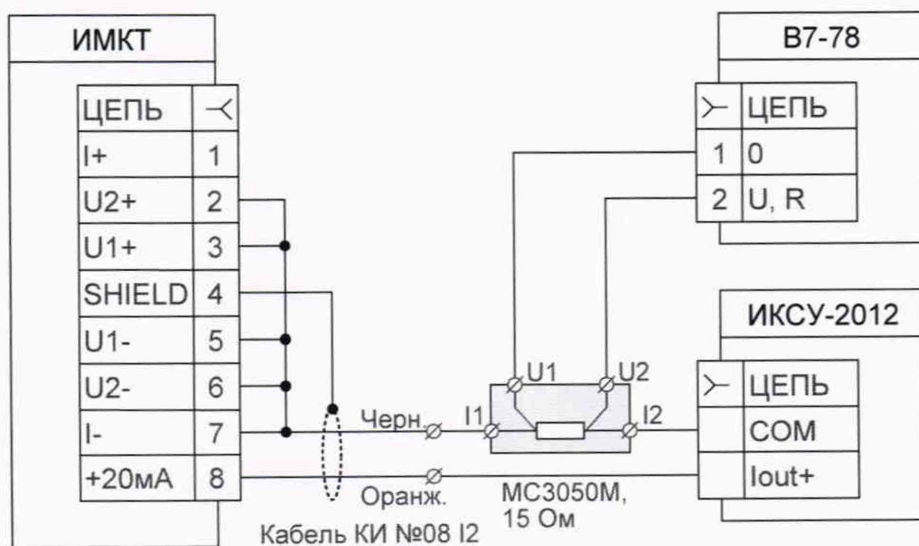 ИМКТ
ЦЕПЬ
I+ 1
U2+ 2
U1+ 3
SHIELD 4
U1- 5
U2- 6
I- 7
+20мА 8
Черн.
Оранж.
Кабель КИ №08 I2
I1
U1
U2
I2
МС3050М,
15 Ом
В7-78
ЦЕПЬ
1 0
2 U, R
ИКСУ-2012
ЦЕПЬ
COM
Iout+